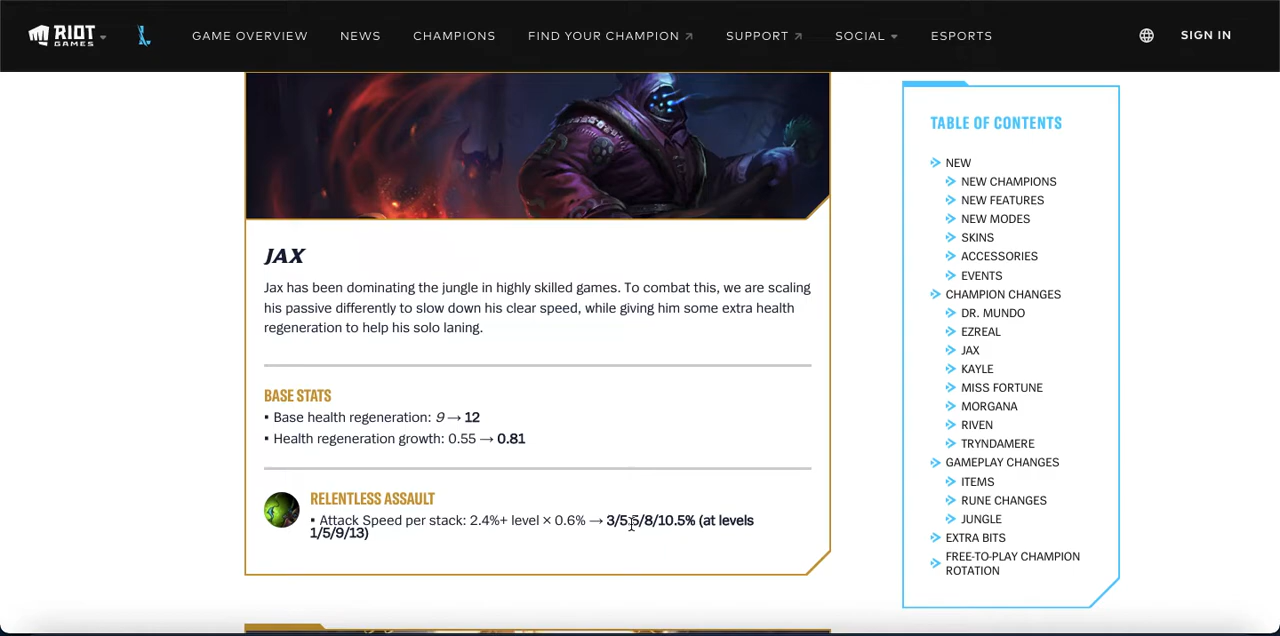 RIOT GAMES
GAME OVERVIEW NEWS CHAMPIONS FIND YOUR CHAMPION SUPPORT SOCIAL ESPORTS SIGN IN
JAX
Jax has been dominating the jungle in highly skilled games. To combat this, we are scaling
his passive differently to slow down his clear speed, while giving him some extra health
regeneration to help his solo laning.
BASE STATS
▪ Base health regeneration: 9 → 12
▪ Health regeneration growth: 0.55 → 0.81
RELENTLESS ASSAULT
▪ Attack Speed per stack: 2.4%+ level × 0.6% → 3/5.5/8/10.5% (at levels
1/5/9/13)
TABLE OF CONTENTS
NEW
NEW CHAMPIONS
NEW FEATURES
NEW MODES
SKINS
ACCESSORIES
EVENTS
CHAMPION CHANGES
DR. MUNDO
EZREAL
JAX
KAYLE
MISS FORTUNE
MORGANA
RIVEN
TRYNDAMERE
GAMEPLAY CHANGES
ITEMS
RUNE CHANGES
JUNGLE
EXTRA BITS
FREE-TO-PLAY CHAMPION
ROTATION